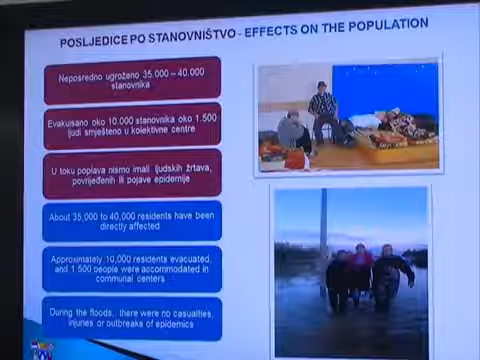 POSLJEDICE PO STANOVNIŠTVO - EFFECTS ON THE POPULATION
Neposredno ugroženo 35.000 – 40.000
stanovnika
Evakuisano oko 10.000 stanovnika oko 1.500
ljudi smješteno u kolektivne centre
U toku poplava nismo imali ljudskih žrtava,
povrijeđenih ili pojave epidemije
About 35,000 to 40,000 residents have been
directly affected
Approximately 10,000 residents evacuated,
and 1 500 people were accommodated in
communal centers
During the floods, there were no casualties,
injuries or outbreaks of epidemics